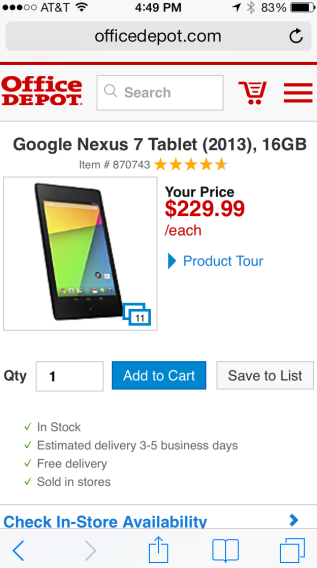 AT&T 4:49 PM 83%
officedepot.com
Office
DEPOT
Search
Google Nexus 7 Tablet (2013), 16GB
Item # 870743
Your Price
$229.99
/each
Product Tour
11
Qty 1 Add to Cart Save to List
In Stock
Estimated delivery 3-5 business days
Free delivery
Sold in stores
Check In-Store Availability